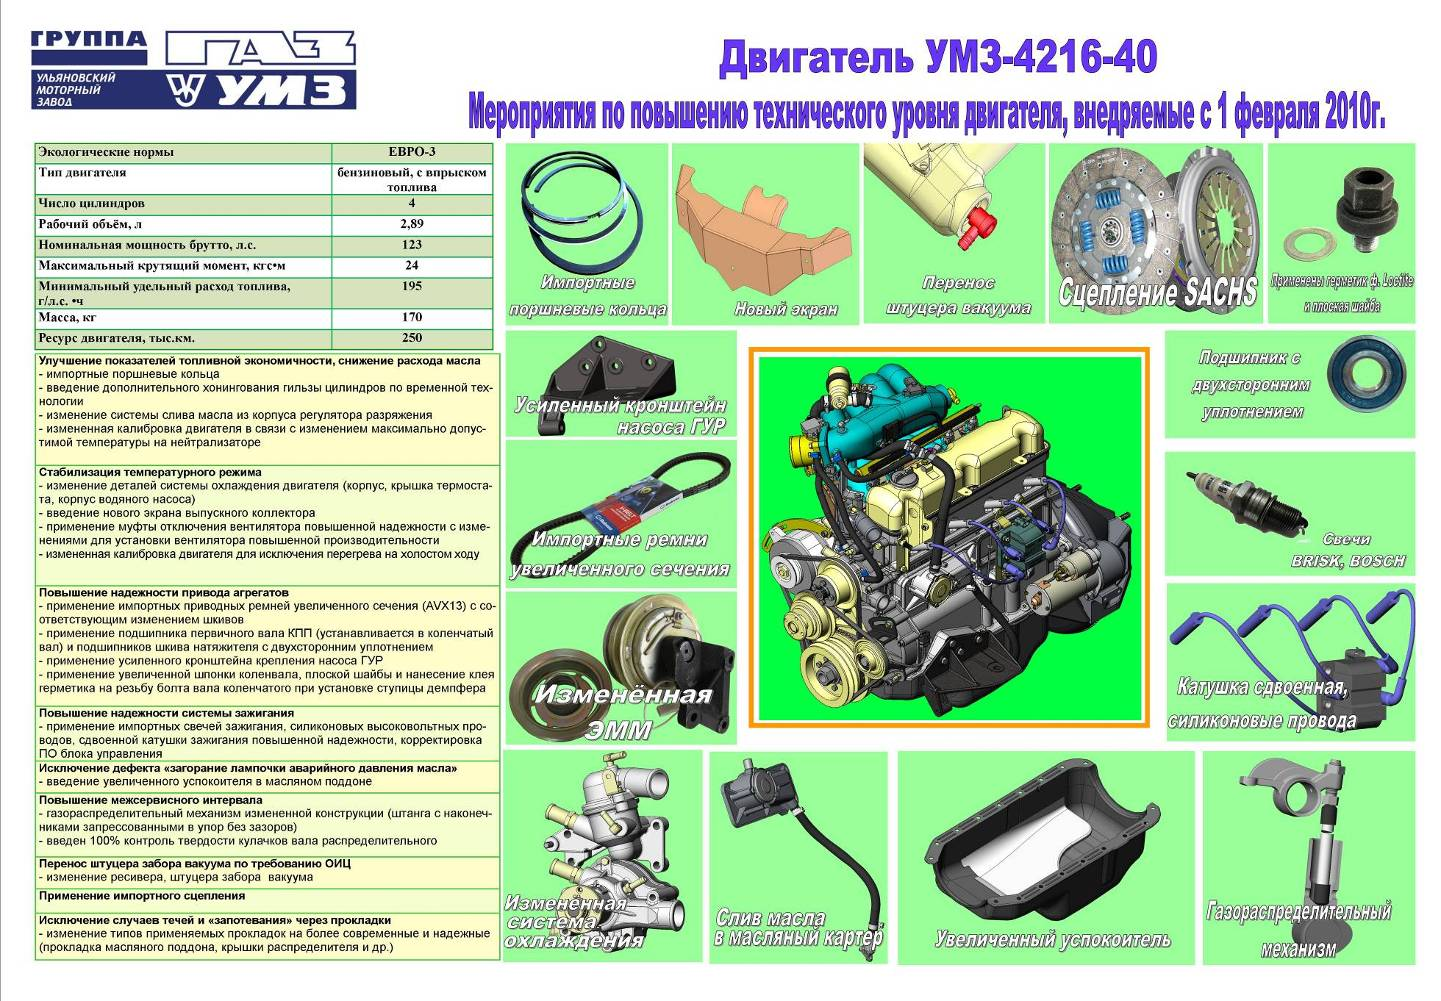 ГРУППА
ГАЗ
УЛЬЯНОВСКИЙ
МОТОРНЫЙ
ЗАВОД
УМЗ
Двигатель УМЗ-4216-40
Мероприятия по повышению технического уровня двигателя, внедряемые с 1 февраля 2010г.
Экологические нормы ЕВРО-3
Тип двигателя бензиновый, с впрыском
топлива
Число цилиндров 4
Рабочий объём, л 2,89
Номинальная мощность брутто, л.с. 123
Максимальный крутящий момент, кгс•м 24
Минимальный удельный расход топлива, 195
г/л.с. •ч
Масса, кг 170
Ресурс двигателя, тыс.км. 250
Улучшение показателей топливной экономичности, снижение расхода масла
- импортные поршневые кольца
- введение дополнительного хонингования гильзы цилиндров по временной тех-
нологии
- изменение системы слива масла из корпуса регулятора разряжения
- измененная калибровка двигателя в связи с изменением максимально допус-
тимой температуры на нейтрализаторе
Стабилизация температурного режима
- изменение деталей системы охлаждения двигателя (корпус, крышка термоста-
та, корпус водяного насоса)
- введение нового экрана выпускного коллектора
- применение муфты отключения вентилятора повышенной надежности с изме-
нениями для установки вентилятора повышенной производительности
- измененная калибровка двигателя для исключения перегрева на холостом ходу
Повышение надежности привода агрегатов
- применение импортных приводных ремней увеличенного сечения (AVX13) с со-
ответствующим изменением шкивов
- применение подшипника первичного вала КПП (устанавливается в коленчатый
вал) и подшипников шкива натяжителя с двухсторонним уплотнением
- применение усиленного кронштейна крепления насоса ГУР
- применение увеличенной шпонки коленвала, плоской шайбы и нанесение клея
герметика на резьбу болта вала коленчатого при установке ступицы демпфера
Повышение надежности системы зажигания
- применение импортных свечей зажигания, силиконовых высоковольтных про-
водов, сдвоенной катушки зажигания повышенной надежности, корректировка
ПО блока управления
Исключение дефекта «загорание лампочки аварийного давления масла»
- введение увеличенного успокоителя в масляном поддоне
Повышение межсервисного интервала
- газораспределительный механизм измененной конструкции (штанга с наконеч-
никами запрессованными в упор без зазоров)
- введен 100% контроль твердости кулачков вала распределительного
Перенос штуцера забора вакуума по требованию ОИЦ
- изменение ресивера, штуцера забора вакуума
Применение импортного сцепления
Исключение случаев течей и «запотевания» через прокладки
- изменение типов применяемых прокладок на более современные и надежные
(прокладка масляного поддона, крышки распределителя и др.)
Импортные
поршневые кольца
Новый экран
Перенос
штуцера вакуума
Сцепление SACHS
Применены герметик ф. Loctite
и плоская шайба
Усиленный кронштейн
насоса ГУР
Подшипник с
двухсторонним
уплотнением
Импортные ремни
увеличенного сечения
Свечи
BRISK, BOSCH
Изменённая
ЭММ
Катушка сдвоенная,
силиконовые провода
Изменённая
система
охлаждения
Слив масла
в масляный картер
Увеличенный успокоитель
Газораспределительный
механизм